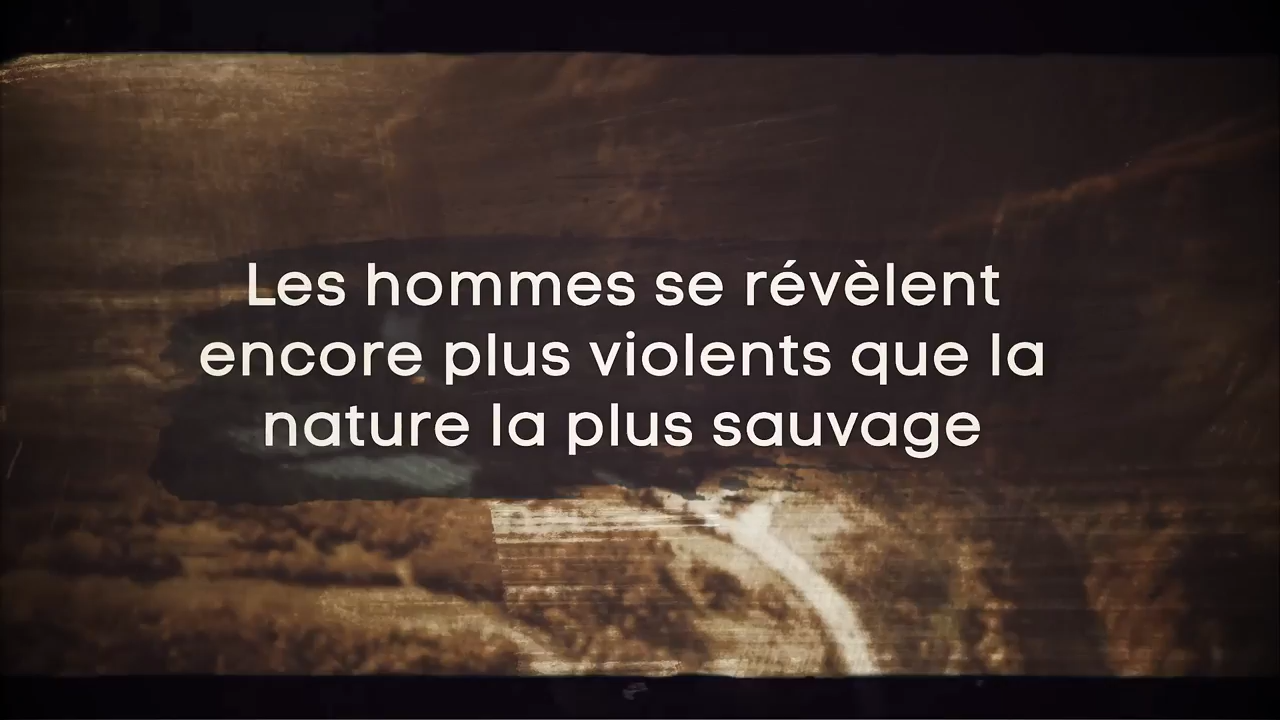 Les hommes se révèlent
encore plus violents que la
nature la plus sauvage